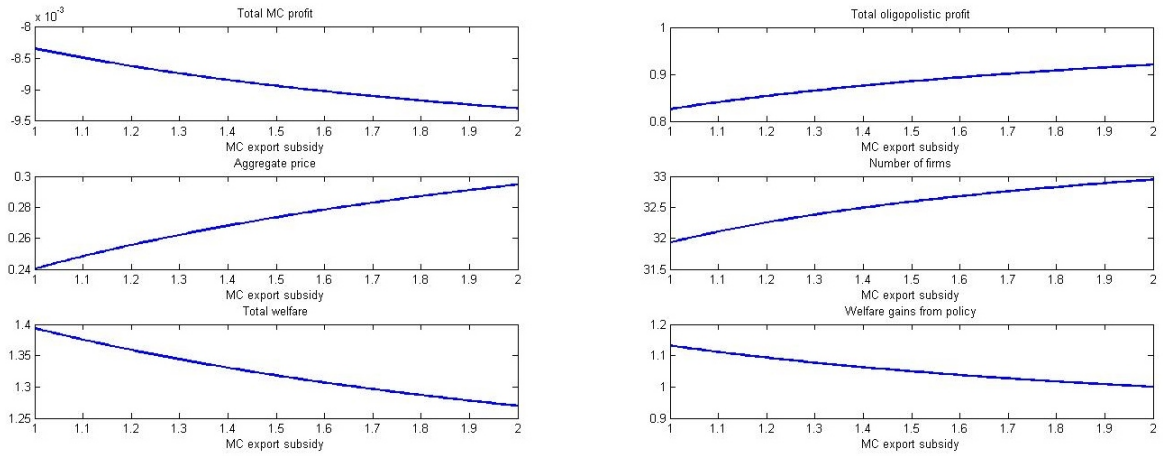 Total MC profit
x 10⁻³
-8
-8.5
-9
-9.5
1 1.1 1.2 1.3 1.4 1.5 1.6 1.7 1.8 1.9 2
MC export subsidy
Total oligopolistic profit
1
0.9
0.8
1 1.1 1.2 1.3 1.4 1.5 1.6 1.7 1.8 1.9 2
MC export subsidy
Aggregate price
0.3
0.28
0.26
0.24
1 1.1 1.2 1.3 1.4 1.5 1.6 1.7 1.8 1.9 2
MC export subsidy
Number of firms
33
32.5
32
31.5
1 1.1 1.2 1.3 1.4 1.5 1.6 1.7 1.8 1.9 2
MC export subsidy
Total welfare
1.4
1.35
1.3
1.25
1 1.1 1.2 1.3 1.4 1.5 1.6 1.7 1.8 1.9 2
MC export subsidy
Welfare gains from policy
1.2
1.1
1
0.9
1 1.1 1.2 1.3 1.4 1.5 1.6 1.7 1.8 1.9 2
MC export subsidy